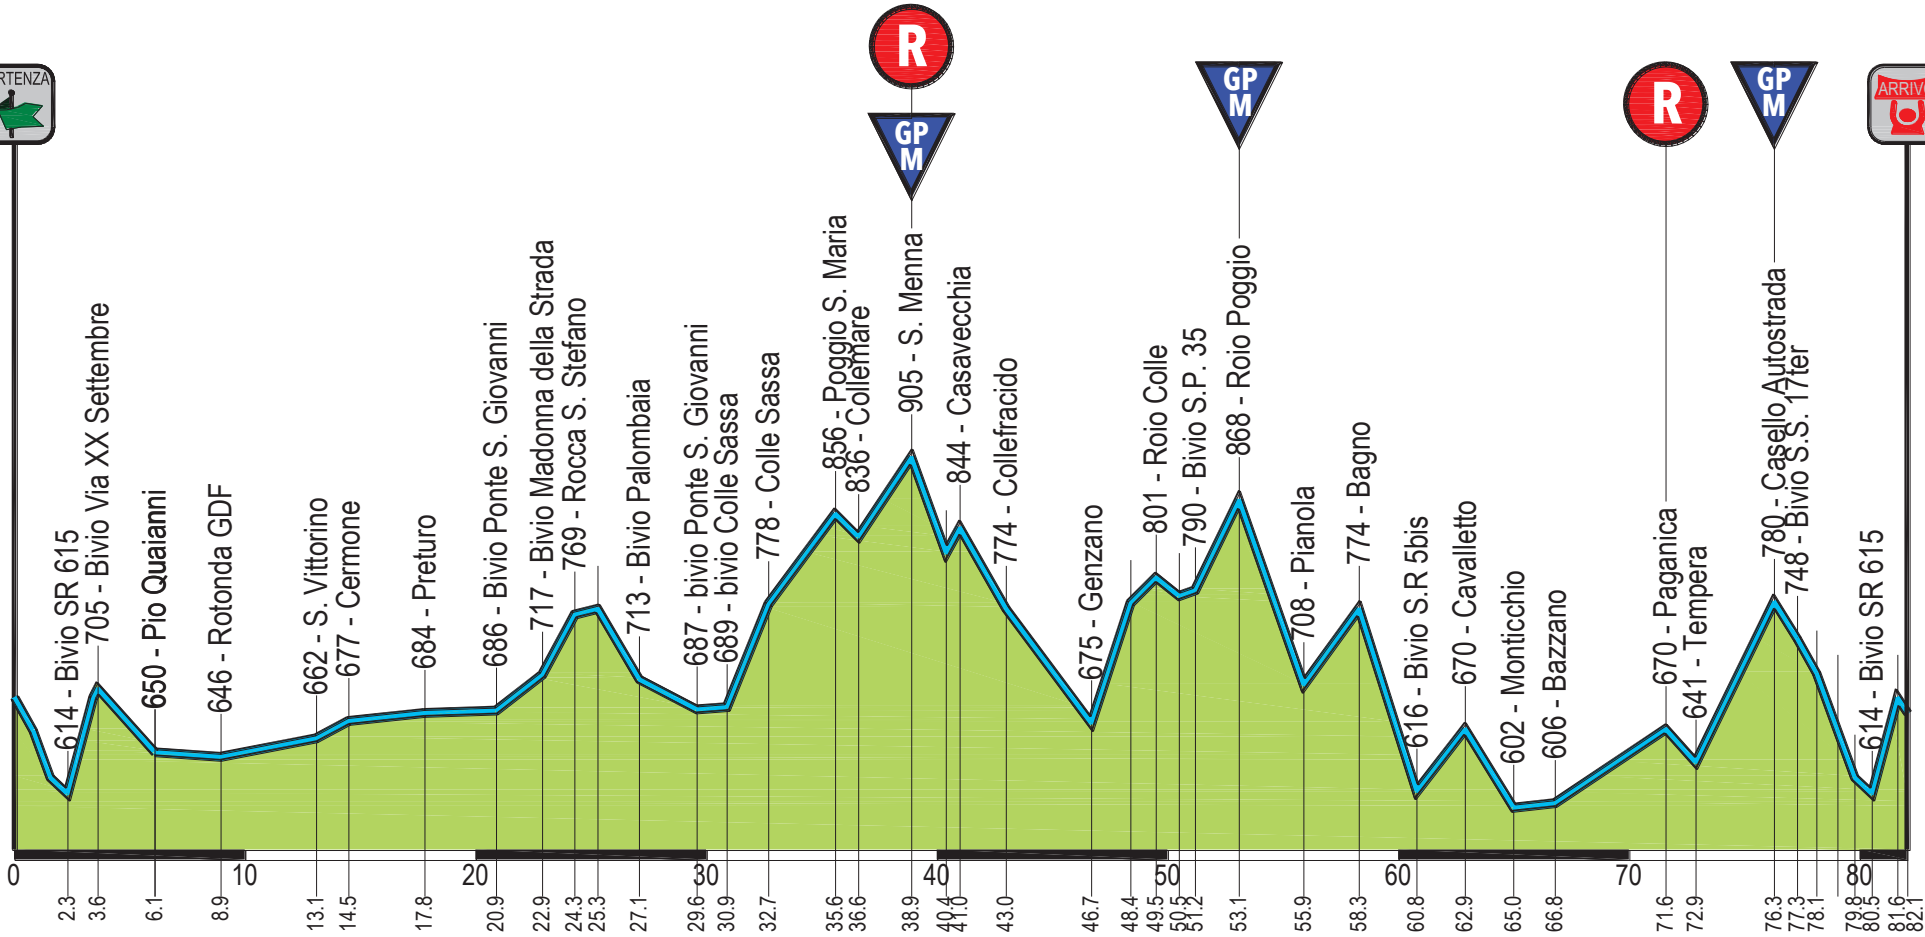 RTENZA
R
GP
M
GP
M
R
GP
M
ARRIVO
614 - Bivio SR 615
705 - Bivio Via XX Settembre
650 - Pio Quaianni
646 - Rotonda GDF
662 - S. Vittorino
677 - Cermone
684 - Preturo
686 - Bivio Ponte S. Giovanni
717 - Bivio Madonna della Strada
769 - Rocca S. Stefano
713 - Bivio Palombaia
687 - bivio Ponte S. Giovanni
689 - bivio Colle Sassa
778 - Colle Sassa
856 - Poggio S. Maria
836 - Collemare
905 - S. Menna
844 - Casavecchia
774 - Collefracido
675 - Genzano
801 - Roio Colle
790 - Bivio S.P. 35
868 - Roio Poggio
708 - Pianola
774 - Bagno
616 - Bivio S.R 5bis
670 - Cavalletto
602 - Monticchio
606 - Bazzano
670 - Paganica
641 - Tempera
780 - Casello Autostrada
748 - Bivio S.S. 17ter
614 - Bivio SR 615
0 10 20 30 40 50 60 70 80
2.3
3.6
6.1
8.9
13.1
14.5
17.8
20.9
22.9
24.3
25.3
27.1
29.6
30.9
32.7
35.6
36.6
38.9
40.4
41.0
43.0
46.7
48.4
49.5
50.5
51.2
53.1
55.9
58.3
60.8
62.9
65.0
66.8
71.6
72.9
76.3
77.3
78.1
79.8
80.5
81.6
82.1